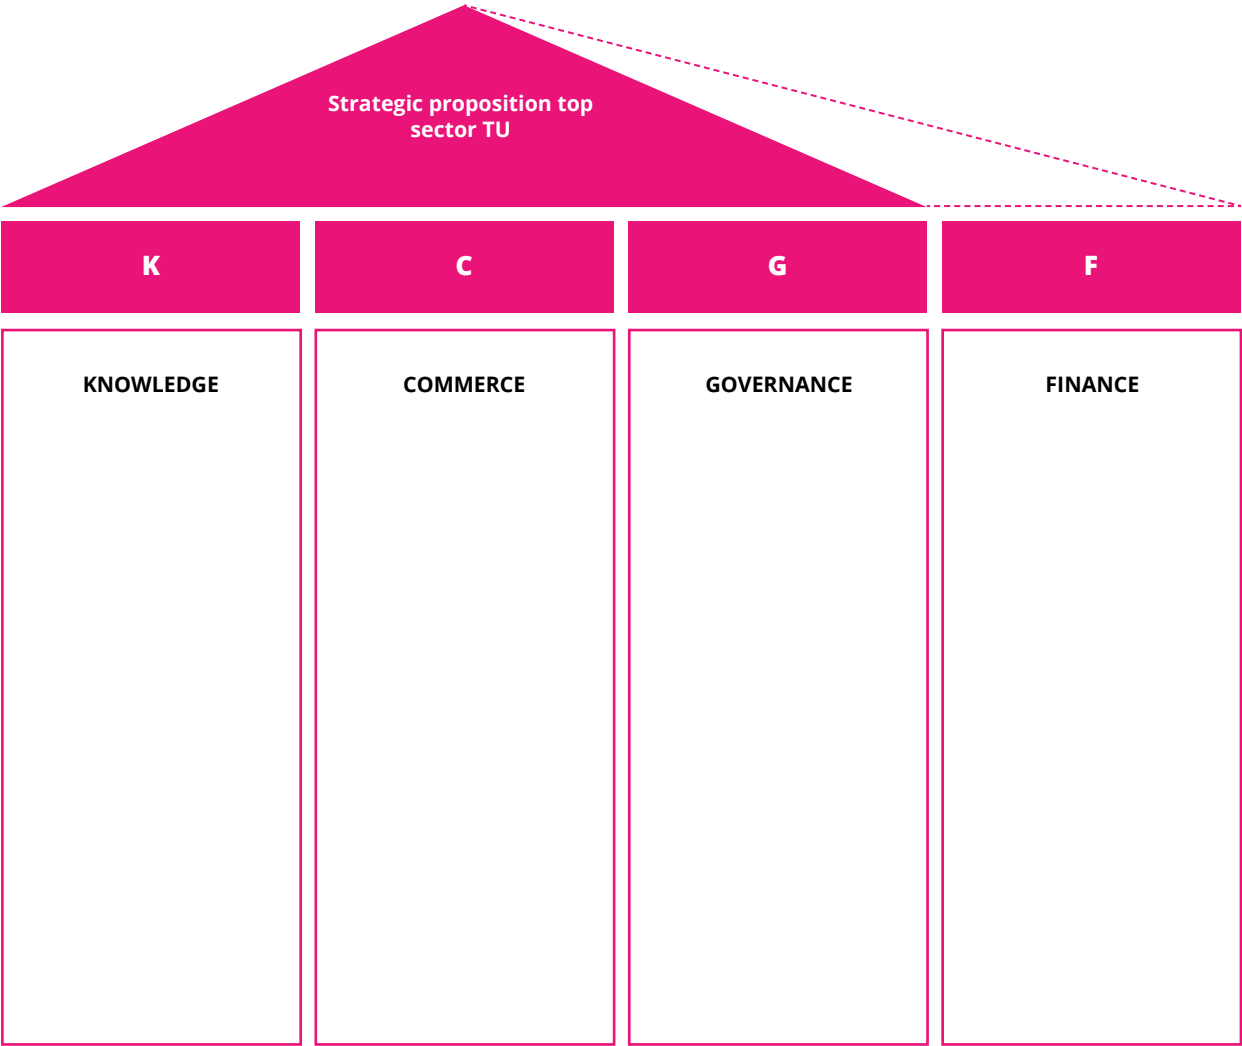 Strategic proposition top
sector TU
K
C
G
F
KNOWLEDGE
COMMERCE
GOVERNANCE
FINANCE